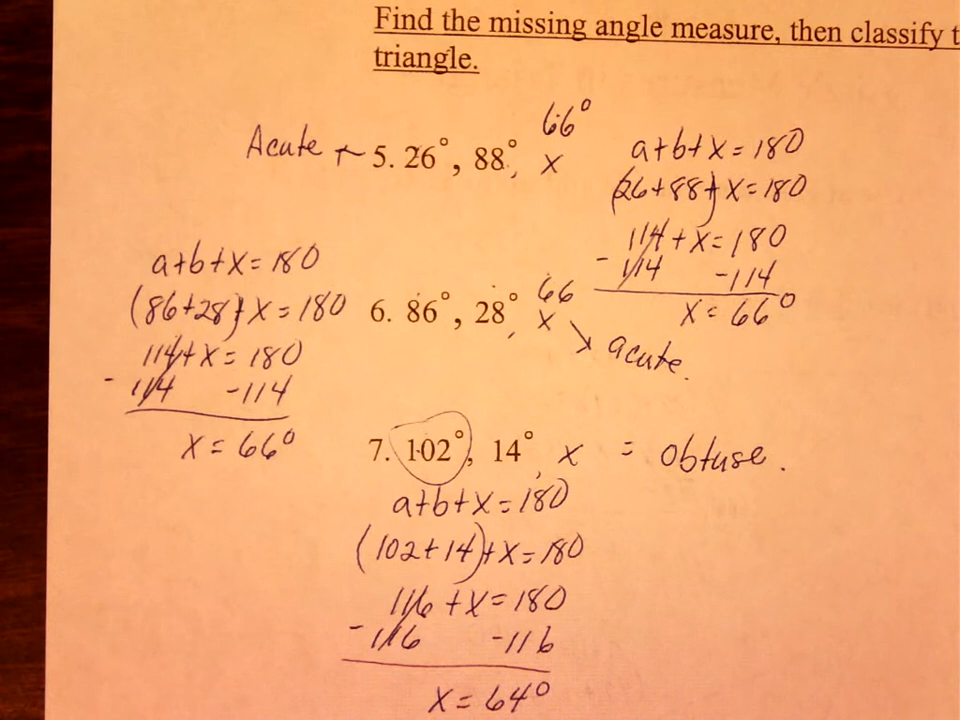 Find the missing angle measure, then classify t
triangle.
66°
Acute ← 5. 26°, 88°, x
a+b+x=180
(26+88)+x=180
114+x=180
-114 -114
x=66°
a+b+x=180
(86+28)+x=180
114+x=180
-114 -114
x=66°
66
6. 86°, 28°, x ↘ acute.
7. 102°, 14°, x = obtuse.
a+b+x=180
(102+14)+x=180
116+x=180
-116 -116
x=64°